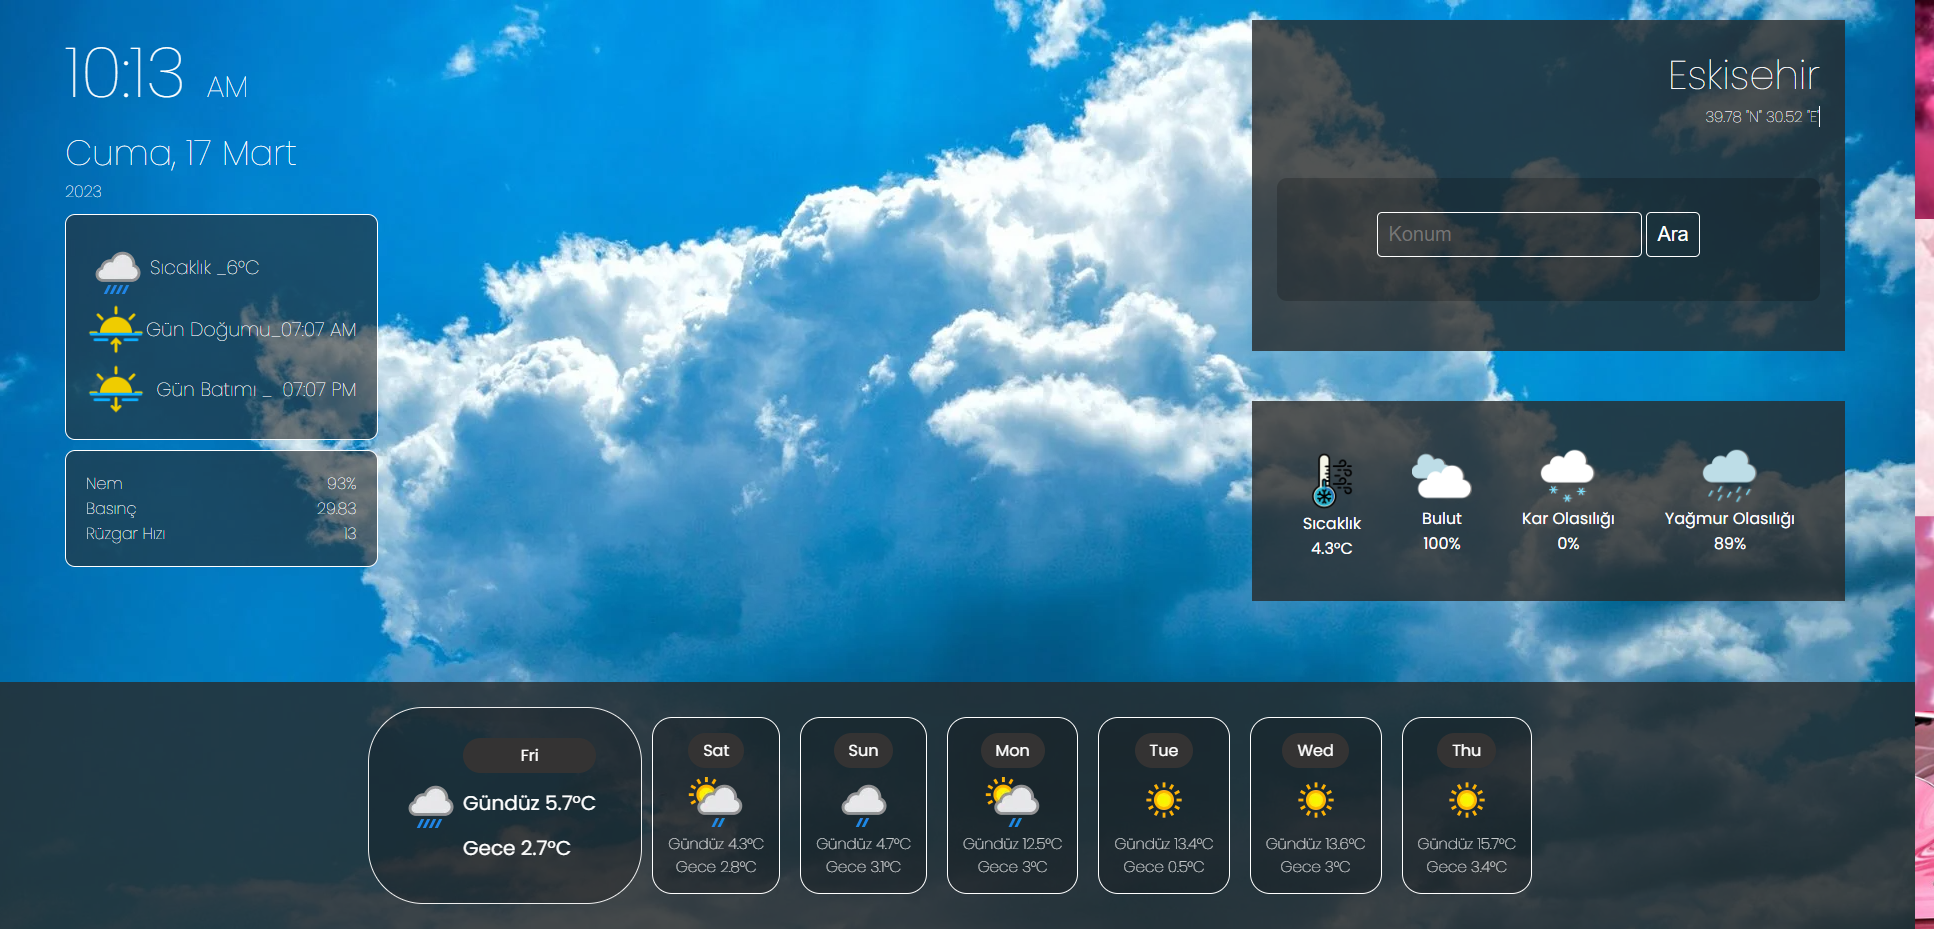 10:13 AM
Cuma, 17 Mart
2023
Sıcaklık _6°C
Gün Doğumu_07:07 AM
Gün Batımı _ 07:07 PM
Nem 93%
Basınç 29.83
Rüzgar Hızı 13
Eskisehir
39.78 °N" 30.52 °E
Konum Ara
Sıcaklık
4.3°C
Bulut
100%
Kar Olasılığı
0%
Yağmur Olasılığı
89%
Fri
Gündüz 5.7°C
Gece 2.7°C
Sat
Gündüz 4.3°C
Gece 2.8°C
Sun
Gündüz 4.7°C
Gece 3.1°C
Mon
Gündüz 12.5°C
Gece 3°C
Tue
Gündüz 13.4°C
Gece 0.5°C
Wed
Gündüz 13.6°C
Gece 3°C
Thu
Gündüz 15.7°C
Gece 3.4°C